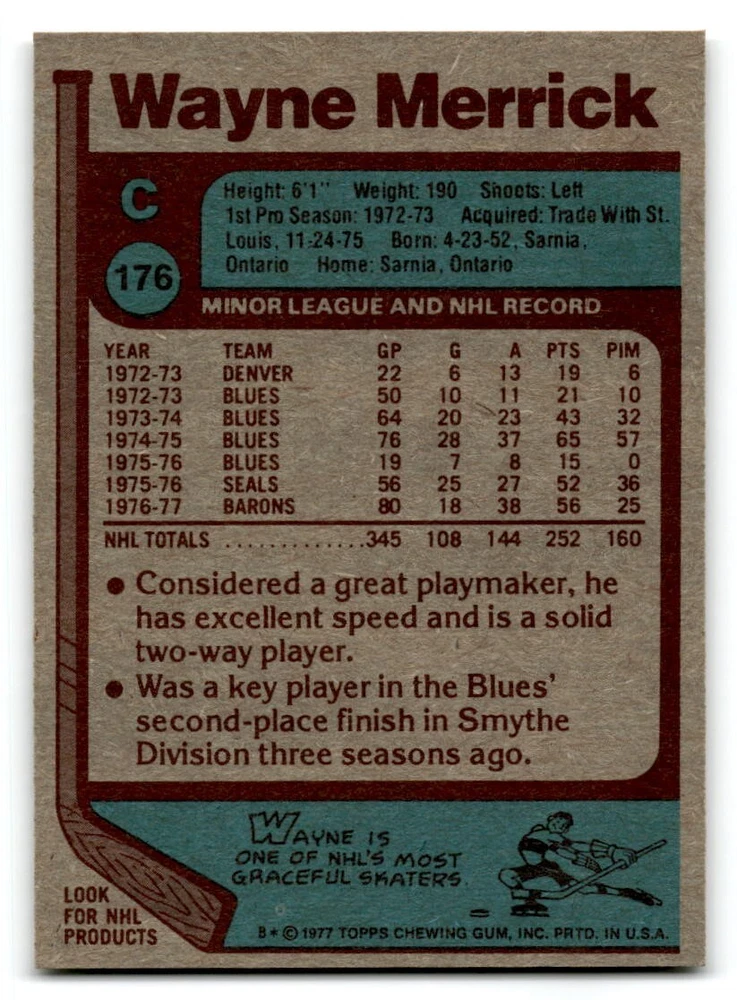 Wayne Merrick
C
176
Height: 6'1" Weight: 190 Shoots: Left
1st Pro Season: 1972-73 Acquired: Trade With St.
Louis, 11-24-75 Born: 4-23-52, Sarnia,
Ontario Home: Sarnia, Ontario
MINOR LEAGUE AND NHL RECORD
YEAR TEAM GP G A PTS PIM
1972-73 DENVER 22 6 13 19 6
1972-73 BLUES 50 10 11 21 10
1973-74 BLUES 64 20 23 43 32
1974-75 BLUES 76 28 37 65 57
1975-76 BLUES 19 7 8 15 0
1975-76 SEALS 56 25 27 52 36
1976-77 BARONS 80 18 38 56 25
NHL TOTALS ..............345 108 144 252 160
● Considered a great playmaker, he
has excellent speed and is a solid
two-way player.
● Was a key player in the Blues'
second-place finish in Smythe
Division three seasons ago.
WAYNE IS
ONE OF NHL'S MOST
GRACEFUL SKATERS.
LOOK
FOR NHL
PRODUCTS
B* © 1977 TOPPS CHEWING GUM, INC. PRTD. IN U.S.A.